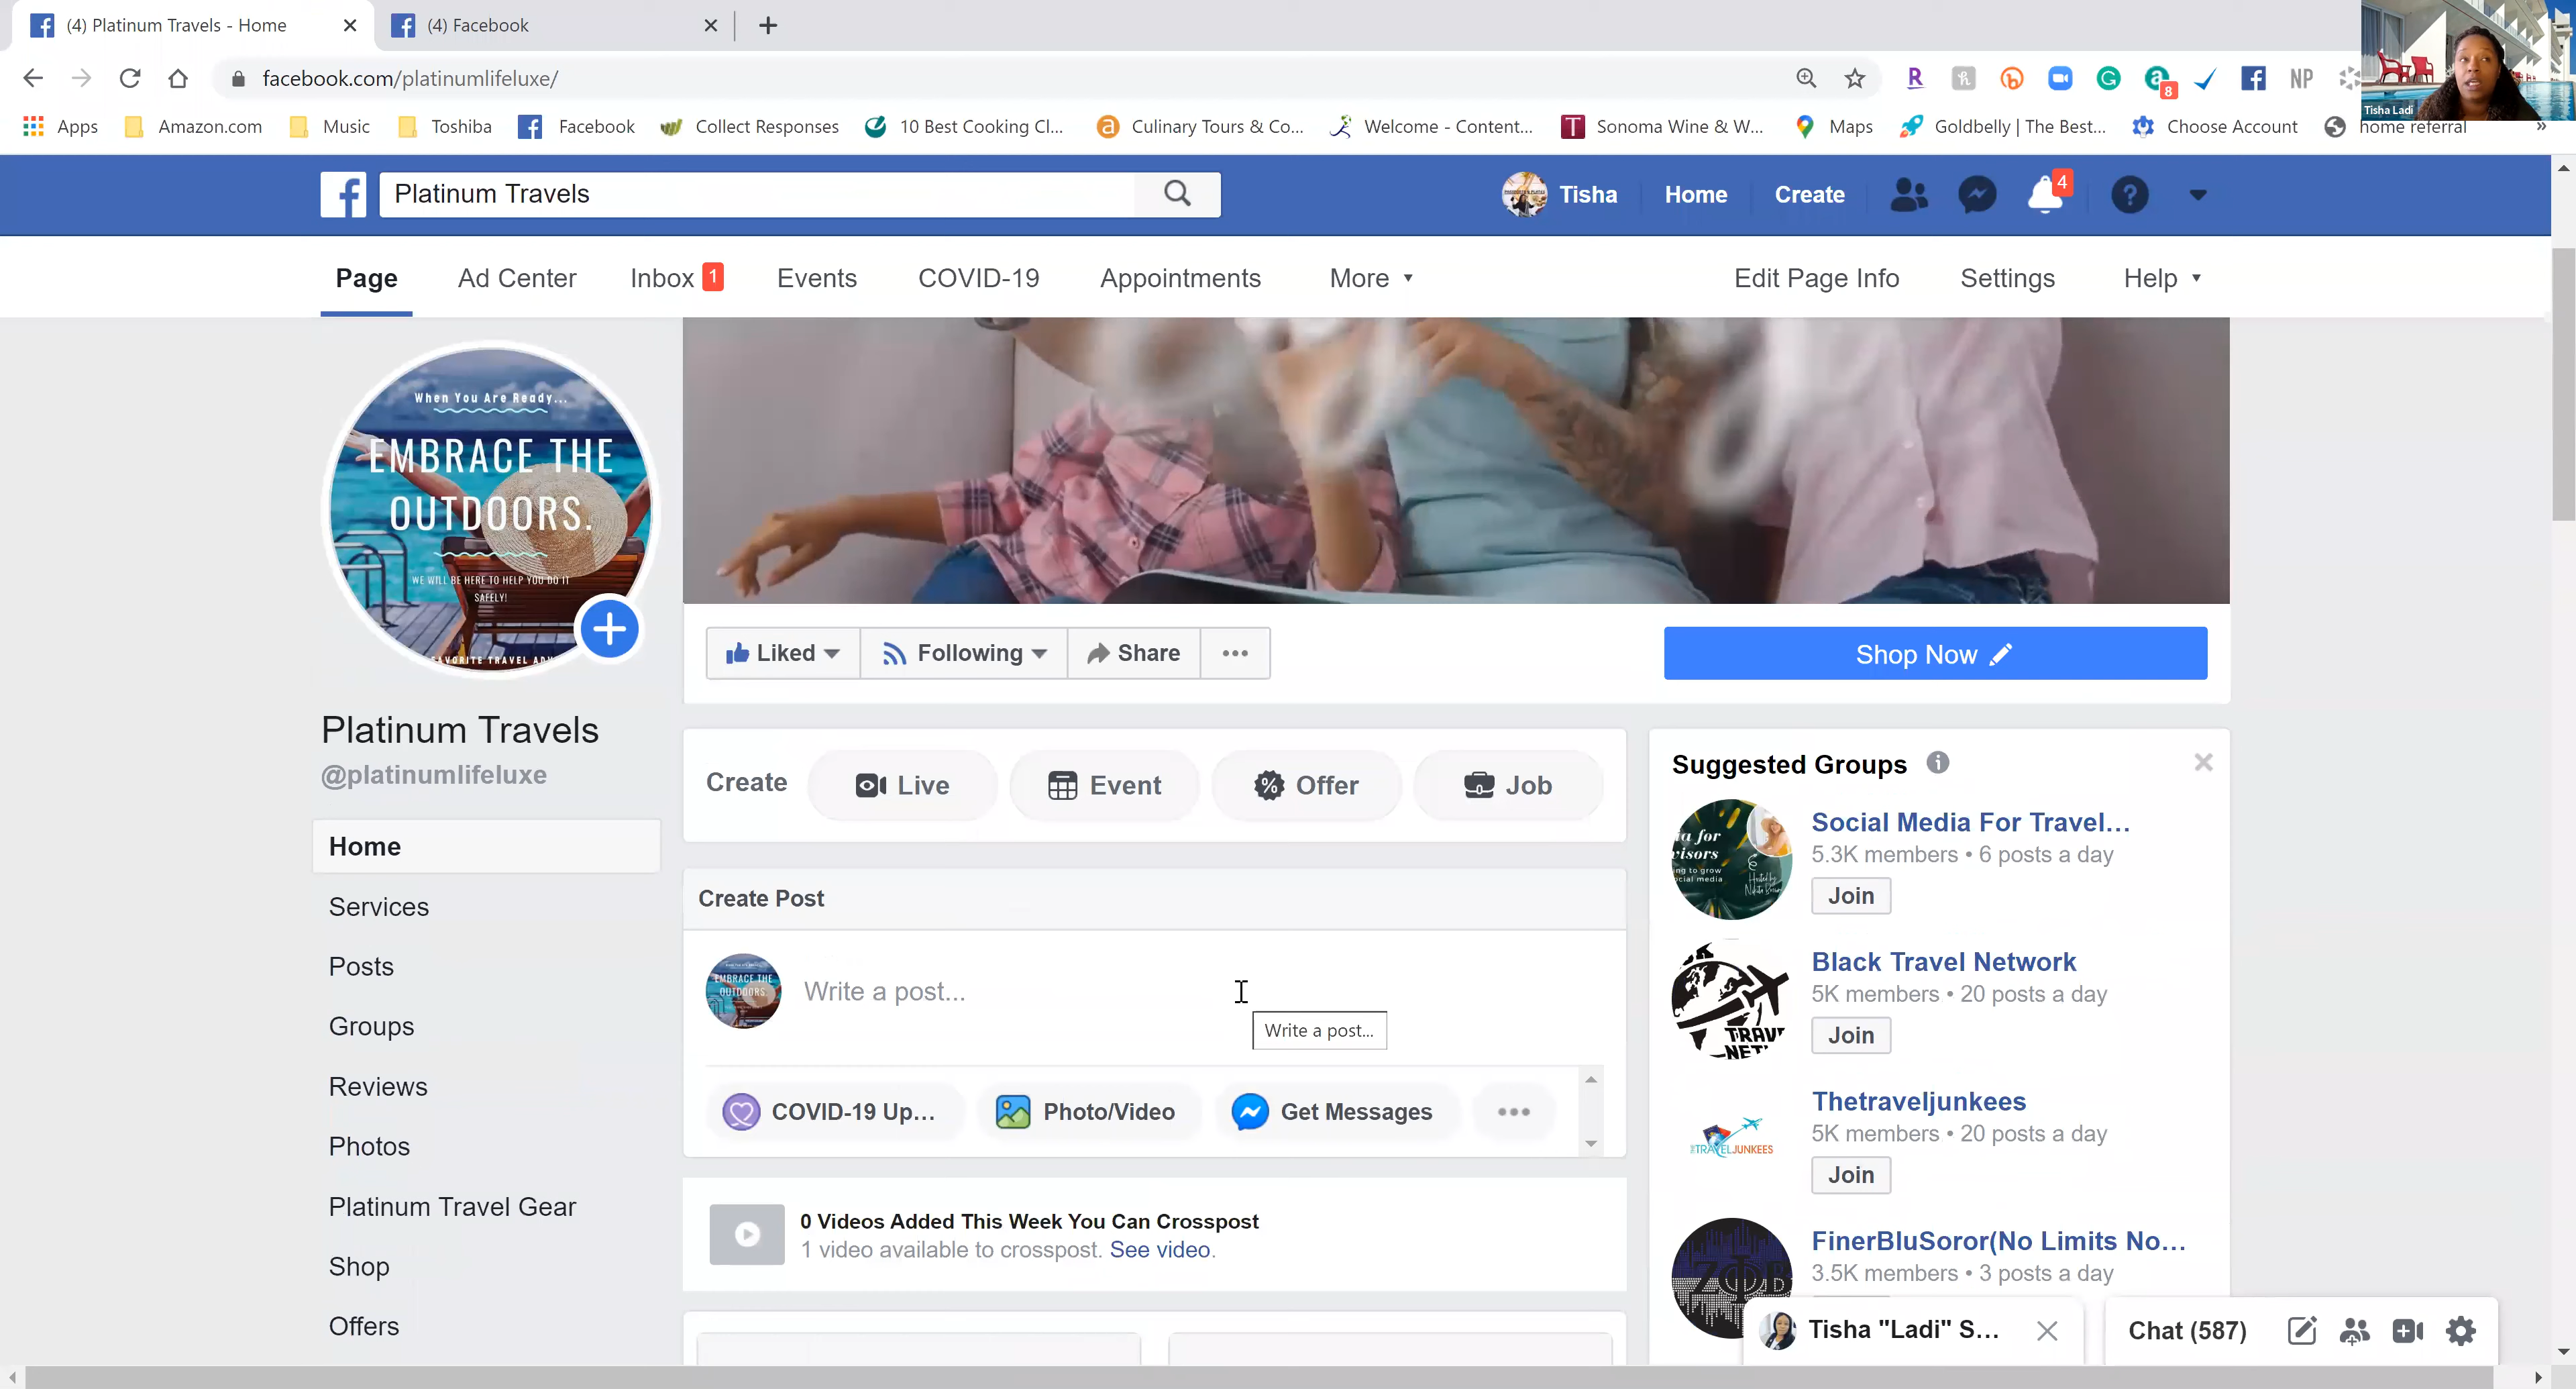 (4) Platinum Travels - Home
(4) Facebook
facebook.com/platinumlifeluxe/
8
NP
Tisha Ladi
Apps
Amazon.com
Music
Toshiba
Facebook
Collect Responses
10 Best Cooking Cl...
Culinary Tours & Co...
Welcome - Content...
Sonoma Wine & W...
Maps
Goldbelly | The Best...
Choose Account
home referral
Platinum Travels
Tisha
Home
Create
4
Page
Ad Center
Inbox 1
Events
COVID-19
Appointments
More
Edit Page Info
Settings
Help
When You Are Ready...
EMBRACE THE
OUTDOORS.
WE WILL BE HERE TO HELP YOU DO IT
SAFELY!
Liked
Following
Share
Shop Now
Platinum Travels
@platinumlifeluxe
Home
Services
Posts
Groups
Reviews
Photos
Platinum Travel Gear
Shop
Offers
Create
Live
Event
Offer
Job
Create Post
EMBRACE THE
OUTDOORS.
Write a post...
Write a post...
COVID-19 Up...
Photo/Video
Get Messages
0 Videos Added This Week You Can Crosspost
1 video available to crosspost. See video.
Suggested Groups
Social Media For Travel...
5.3K members • 6 posts a day
Join
Black Travel Network
5K members • 20 posts a day
Join
Thetraveljunkees
5K members • 20 posts a day
TRAVELJUNKEES
Join
FinerBluSoror(No Limits No...
3.5K members • 3 posts a day
ΖΦΒ
Tisha "Ladi" S...
Chat (587)